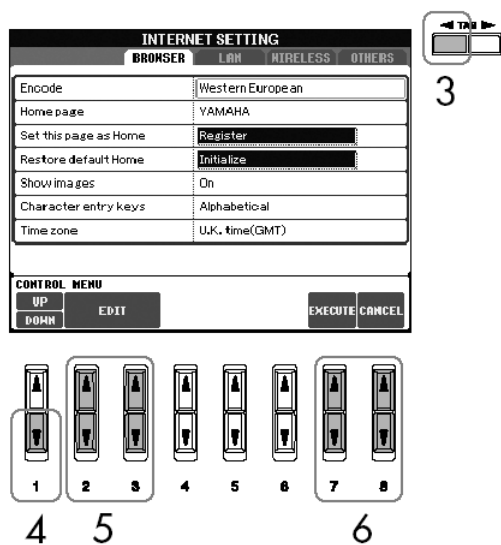 INTERNET SETTING
BROWSER LAN WIRELESS OTHERS
Encode Western European
Home page YAMAHA
Set this page as Home Register
Restore default Home Initialize
Show images On
Character entry keys Alphabetical
Time zone U.K. time(GMT)
CONTROL MENU
UP
DOWN
EDIT
EXECUTE
CANCEL
TAB
3
1 2 3 4 5 6 7 8
4 5 6